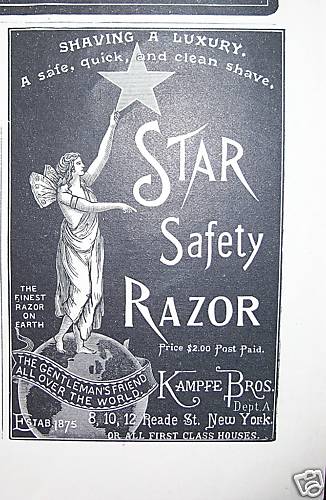 SHAVING A LUXURY.
A safe, quick, and clean shave.
STAR
Safety
RAZOR
THE
FINEST
RAZOR
ON
EARTH
Price $2.00 Post Paid.
THE GENTLEMAN'S FRIEND
ALL OVER THE WORLD.
KAMPFE BROS.
Dept. A
ESTAB. 1875
8, 10, 12 Reade St. New York.
OR ALL FIRST CLASS HOUSES.
ebY